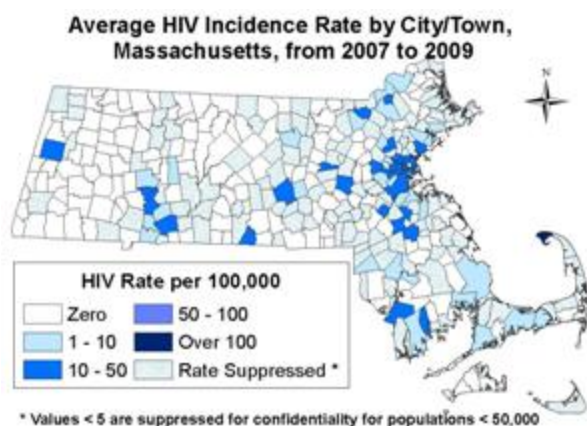 Average HIV Incidence Rate by City/Town,
Massachusetts, from 2007 to 2009
N
HIV Rate per 100,000
Zero
50 - 100
1 - 10
Over 100
10 - 50
Rate Suppressed *
* Values < 5 are suppressed for confidentiality for populations < 50,000